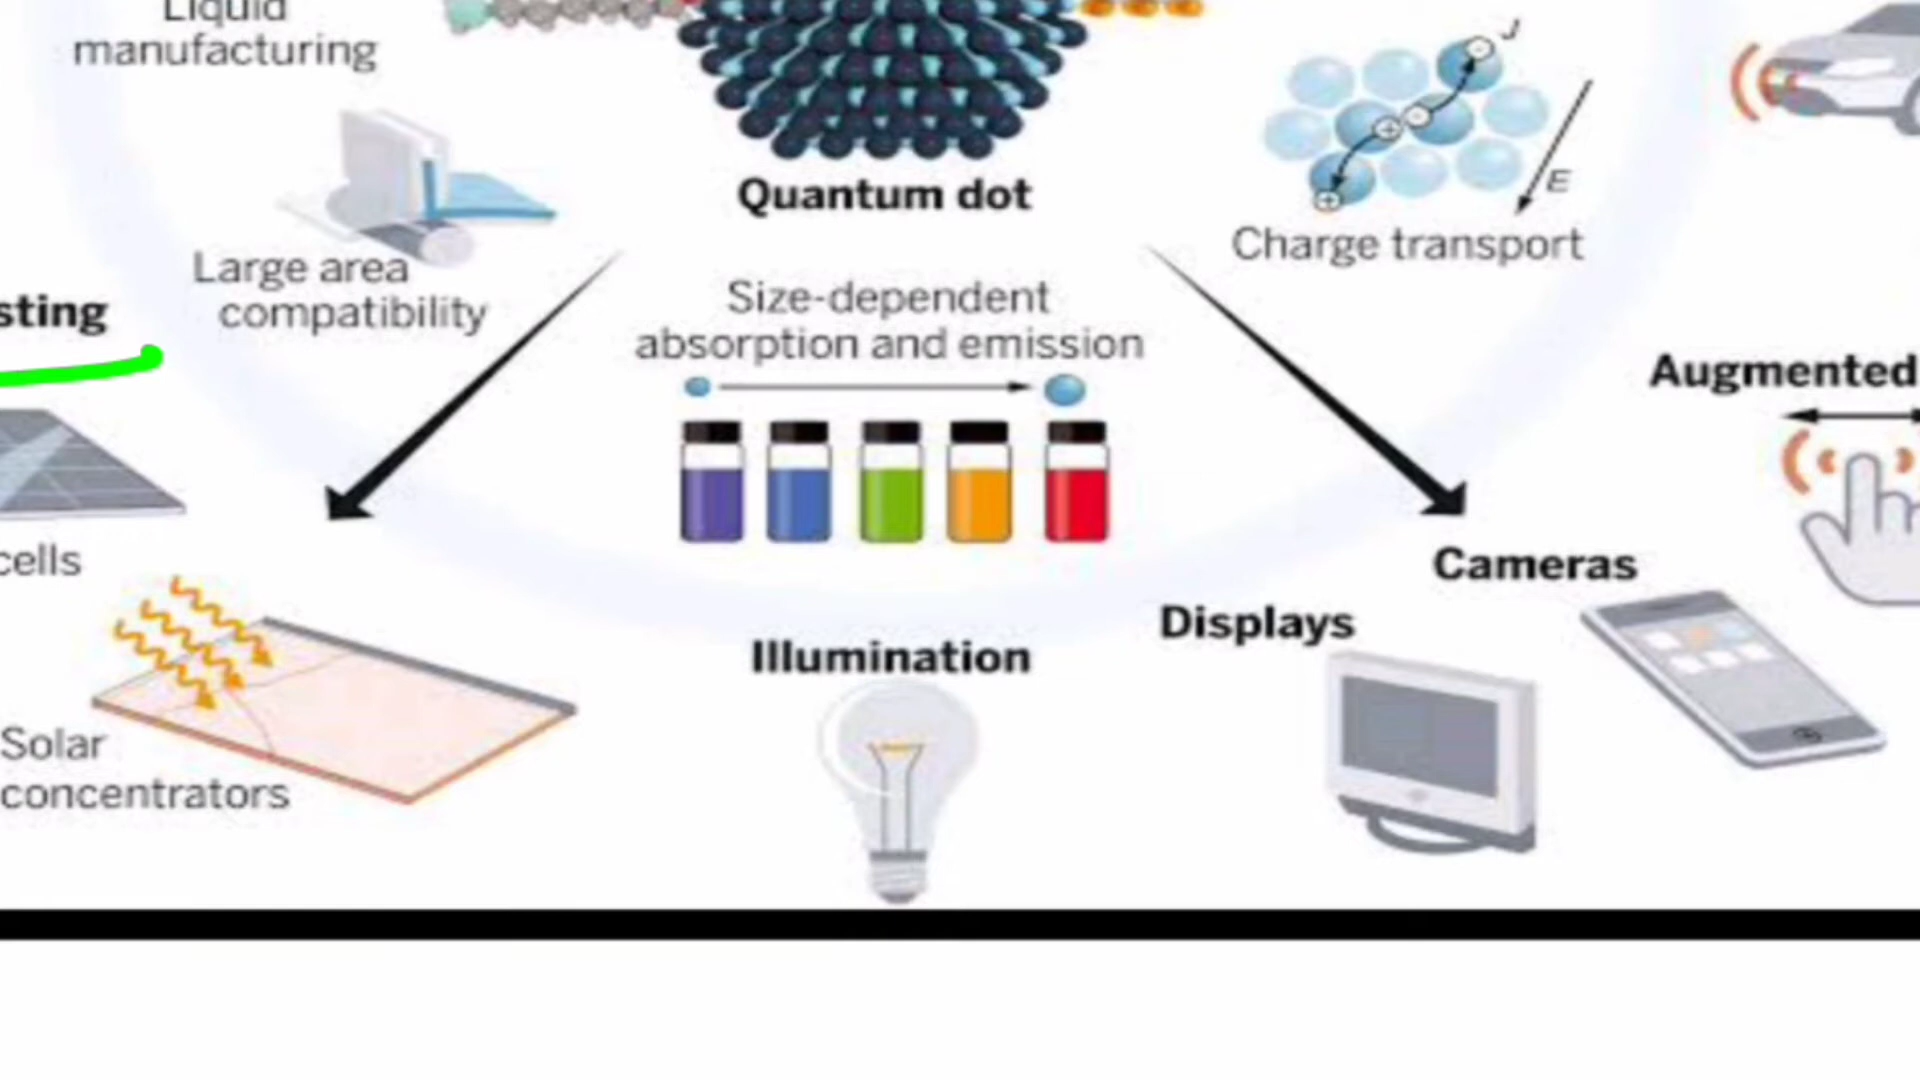 Liquid
manufacturing
Large area
compatibility
sting
cells
Solar
concentrators
Quantum dot
Size-dependent
absorption and emission
Illumination
J
E
Charge transport
Augmented
Cameras
Displays